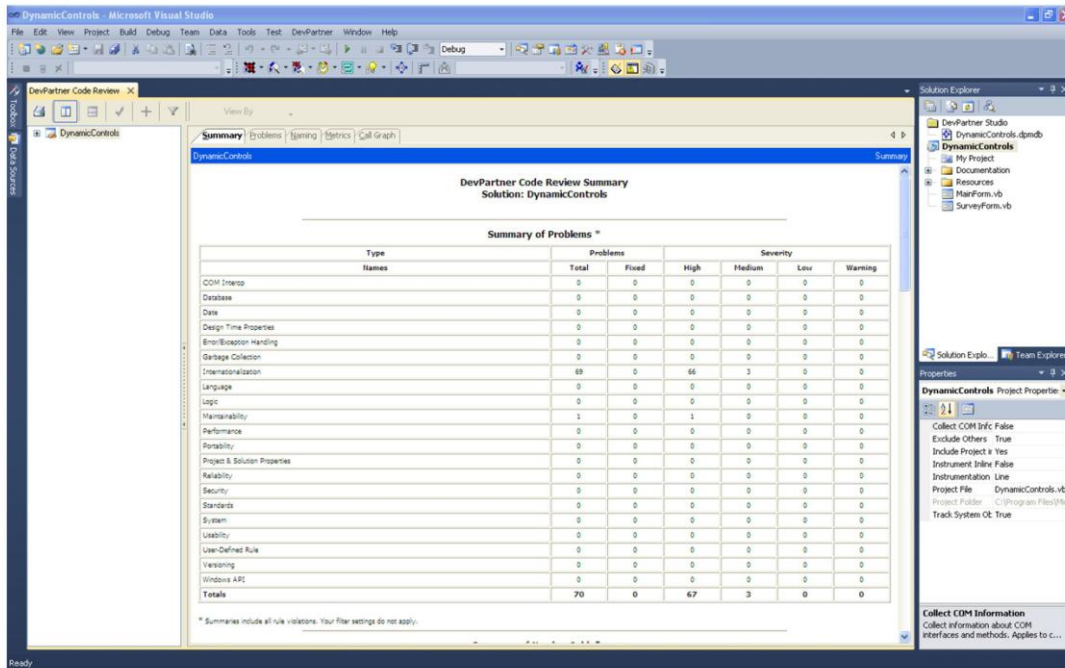 DynamicControls - Microsoft Visual Studio
File Edit View Project Build Debug Team Data Tools Test DevPartner Window Help
Debug
Toolbox
Data Sources
DevPartner Code Review X
View By
DynamicControls
Summary Problems Naming Metrics Call Graph
DynamicControls Summary
DevPartner Code Review Summary
Solution: DynamicControls
Summary of Problems *
Type Problems Severity
Names Total Fixed High Medium Low Warning
COM Interop 0 0 0 0 0 0
Database 0 0 0 0 0 0
Date 0 0 0 0 0 0
Design Time Properties 0 0 0 0 0 0
Error/Exception Handling 0 0 0 0 0 0
Garbage Collection 0 0 0 0 0 0
Internationalization 69 0 66 3 0 0
Language 0 0 0 0 0 0
Logic 0 0 0 0 0 0
Maintainability 1 0 1 0 0 0
Performance 0 0 0 0 0 0
Portability 0 0 0 0 0 0
Project & Solution Properties 0 0 0 0 0 0
Reliability 0 0 0 0 0 0
Security 0 0 0 0 0 0
Standards 0 0 0 0 0 0
System 0 0 0 0 0 0
Usability 0 0 0 0 0 0
User-Defined Rule 0 0 0 0 0 0
Versioning 0 0 0 0 0 0
Windows API 0 0 0 0 0 0
Totals 70 0 67 3 0 0
* Summaries include all rule violations. Your filter settings do not apply.
Solution Explorer
DevPartner Studio
DynamicControls.dpmdb
DynamicControls
My Project
Documentation
Resources
MainForm.vb
SurveyForm.vb
Solution Explo... Team Explorer
Properties
DynamicControls Project Propertie
Collect COM Infc False
Exclude Others True
Include Project ir Yes
Instrument Inline False
Instrumentation Line
Project File DynamicControls.vb
Project Folder C:\Program Files\Mi
Track System Ob True
Collect COM Information
Collect information about COM
interfaces and methods. Applies to c...
Ready